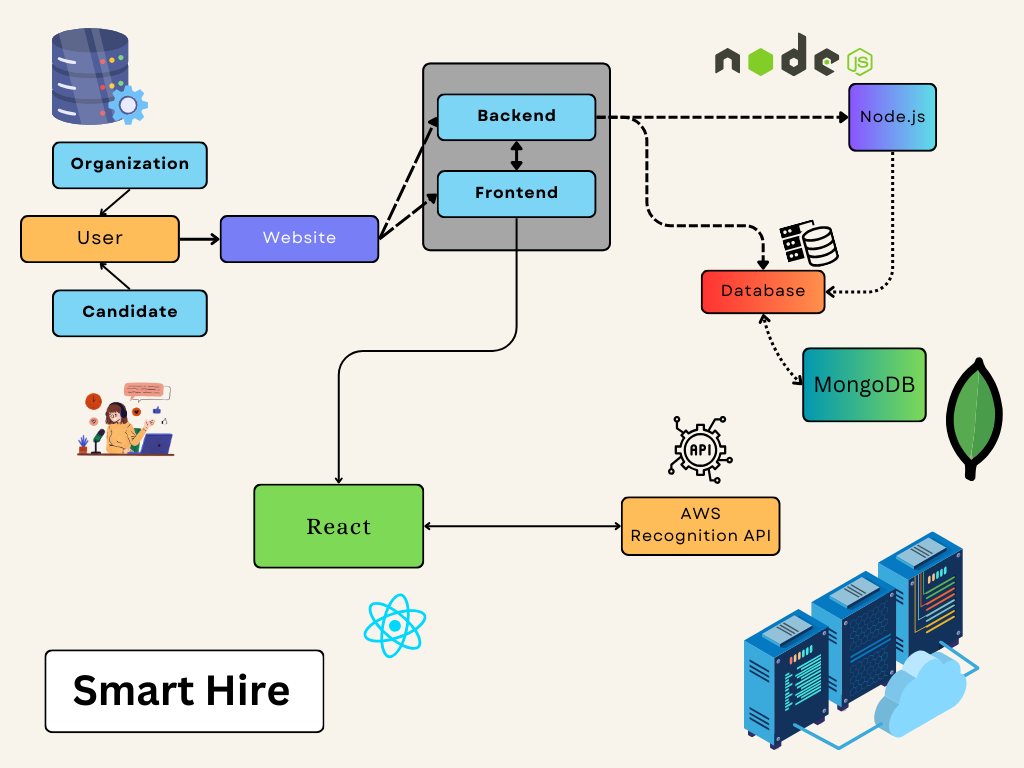 node
js
Organization
User
Candidate
Website
Backend
Frontend
Node.js
Database
MongoDB
API
AWS
Recognition API
React
Smart Hire